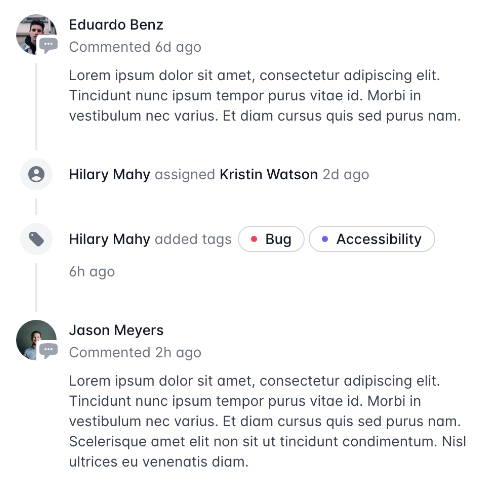 Eduardo Benz
Commented 6d ago
Lorem ipsum dolor sit amet, consectetur adipiscing elit.
Tincidunt nunc ipsum tempor purus vitae id. Morbi in
vestibulum nec varius. Et diam cursus quis sed purus nam.
Hilary Mahy assigned Kristin Watson 2d ago
Hilary Mahy added tags Bug Accessibility
6h ago
Jason Meyers
Commented 2h ago
Lorem ipsum dolor sit amet, consectetur adipiscing elit.
Tincidunt nunc ipsum tempor purus vitae id. Morbi in
vestibulum nec varius. Et diam cursus quis sed purus nam.
Scelerisque amet elit non sit ut tincidunt condimentum. Nisl
ultrices eu venenatis diam.